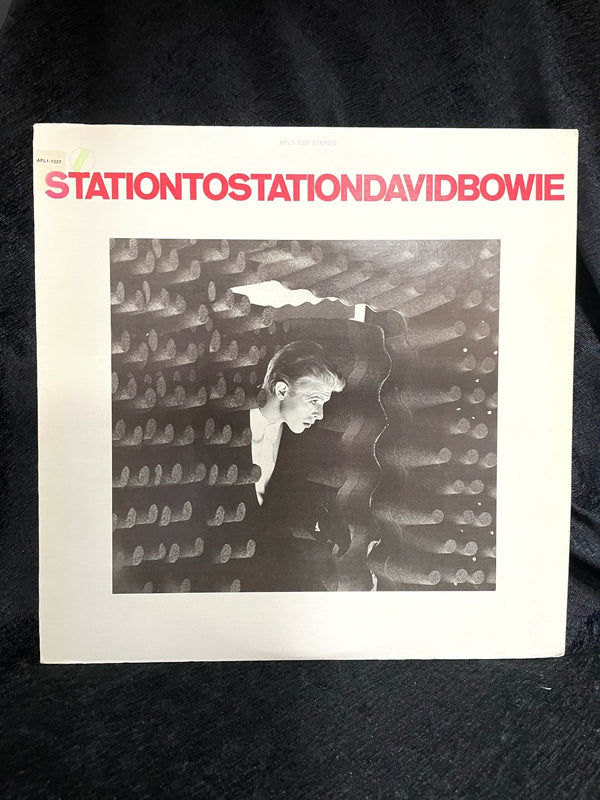 APL1-1327 STEREO
APL1-1327
STATIONTOSTATIONDAVIDBOWIE